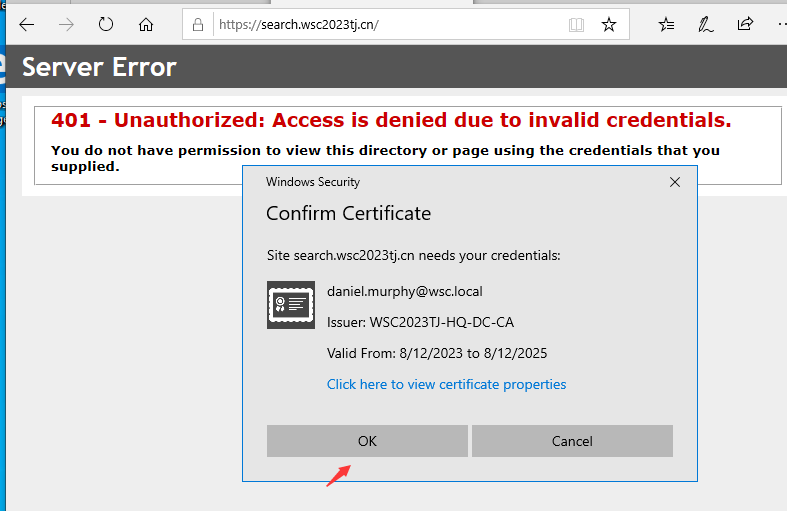 https://search.wsc2023tj.cn/
Server Error
401 - Unauthorized: Access is denied due to invalid credentials.
You do not have permission to view this directory or page using the credentials that you
supplied.
Windows Security
Confirm Certificate
Site search.wsc2023tj.cn needs your credentials:
daniel.murphy@wsc.local
Issuer: WSC2023TJ-HQ-DC-CA
Valid From: 8/12/2023 to 8/12/2025
Click here to view certificate properties
OK
Cancel